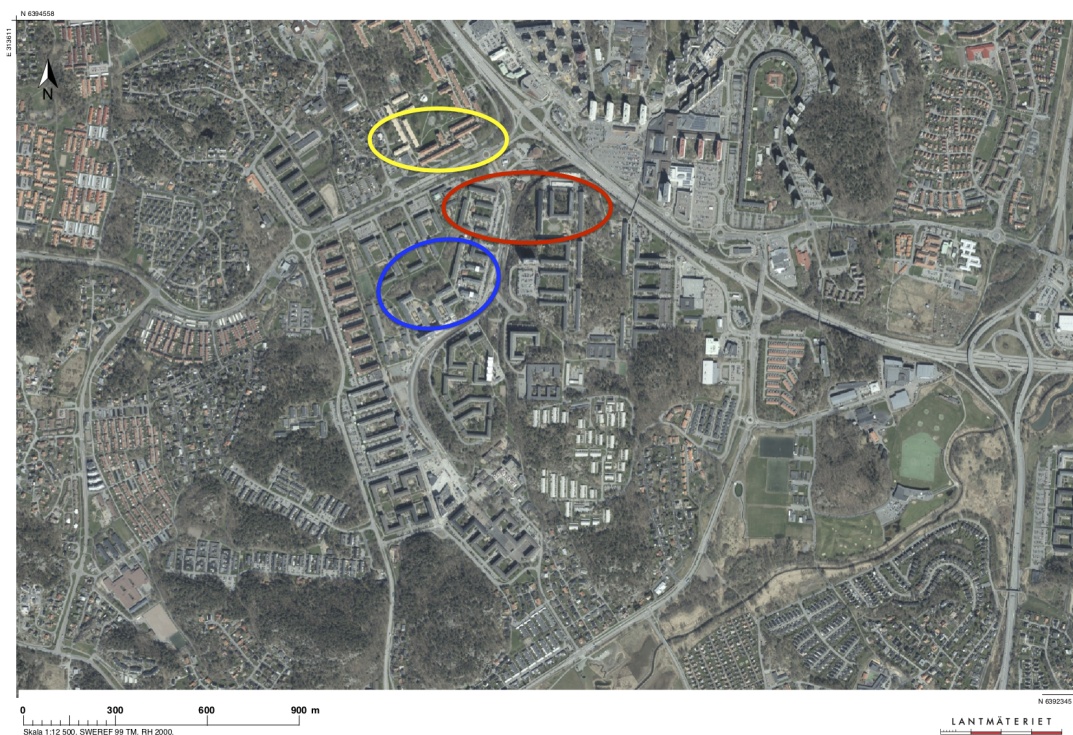 N 6394558
E 313611
N
N 6392345
0 300 600 900 m
Skala 1:12 500. SWEREF 99 TM. RH 2000.
LANTMÄTERIET